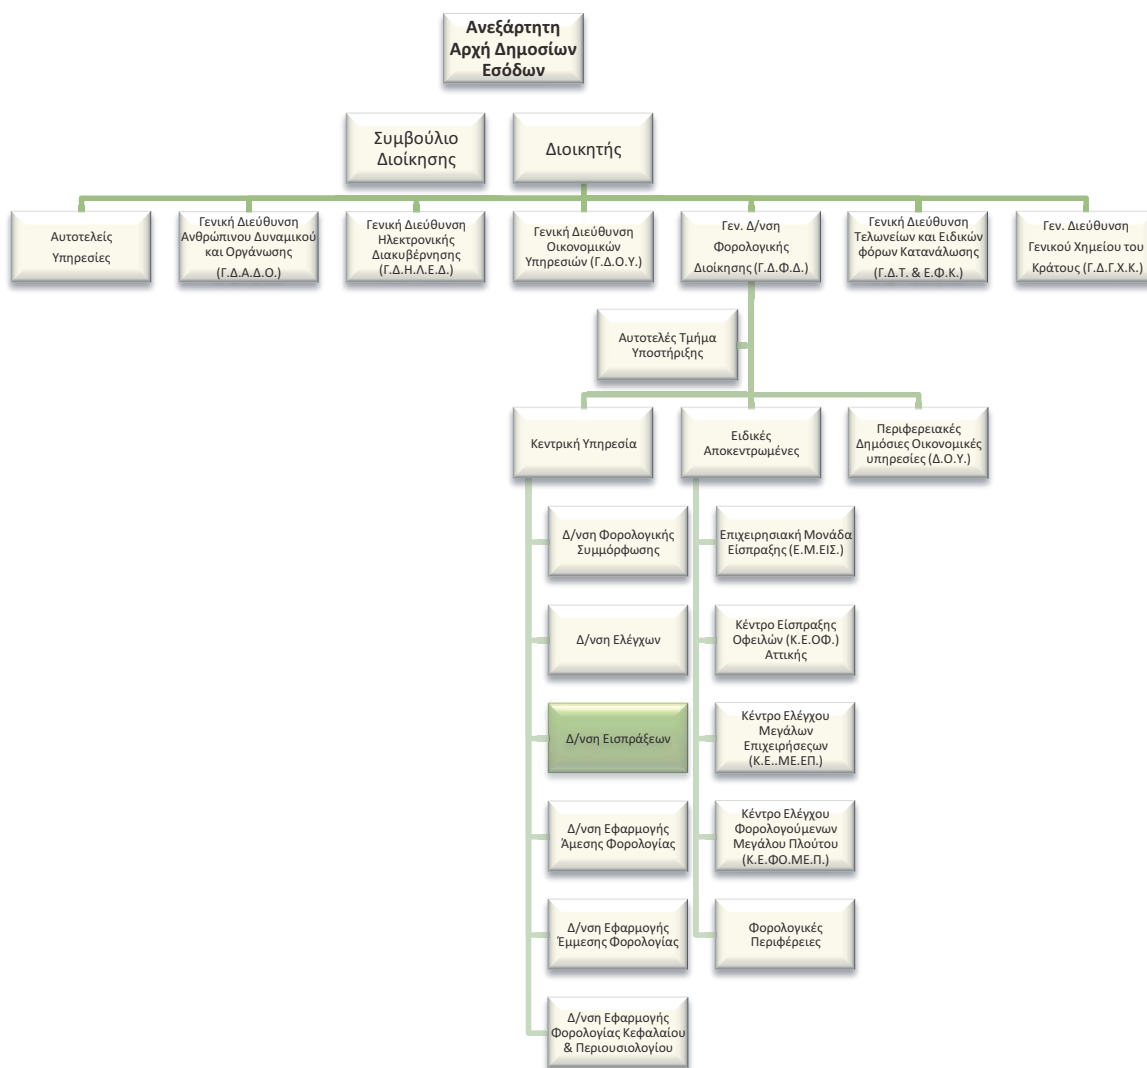 Ανεξάρτητη
Αρχή Δημοσίων
Εσόδων
Συμβούλιο
Διοίκησης
Διοικητής
Αυτοτελείς
Υπηρεσίες
Γενική Διεύθυνση
Ανθρώπινου Δυναμικού
και Οργάνωσης
(Γ.Δ.Α.Δ.Ο.)
Γενική Διεύθυνση
Ηλεκτρονικής
Διακυβέρνησης
(Γ.Δ.Η.Λ.Ε.Δ.)
Γενική Διεύθυνση
Οικονομικών
Υπηρεσιών (Γ.Δ.Ο.Υ.)
Γεν. Δ/νση
Φορολογικής
Διοίκησης (Γ.Δ.Φ.Δ.)
Γενική Διεύθυνση
Τελωνείων και Ειδικών
φόρων Κατανάλωσης
(Γ.Δ.Τ. & Ε.Φ.Κ.)
Γεν. Διεύθυνση
Γενικού Χημείου του
Κράτους (Γ.Δ.Γ.Χ.Κ.)
Αυτοτελές Τμήμα
Υποστήριξης
Κεντρική Υπηρεσία
Ειδικές
Αποκεντρωμένες
Περιφερειακές
Δημόσιες Οικονομικές
υπηρεσίες (Δ.Ο.Υ.)
Δ/νση Φορολογικής
Συμμόρφωσης
Δ/νση Ελέγχων
Δ/νση Εισπράξεων
Δ/νση Εφαρμογής
Άμεσης Φορολογίας
Δ/νση Εφαρμογής
Έμμεσης Φορολογίας
Δ/νση Εφαρμογής
Φορολογίας Κεφαλαίου
& Περιουσιολογίου
Επιχειρησιακή Μονάδα
Είσπραξης (Ε.Μ.ΕΙΣ.)
Κέντρο Είσπραξης
Οφειλών (Κ.Ε.ΟΦ.)
Αττικής
Κέντρο Ελέγχου
Μεγάλων
Επιχειρήσεςων
(Κ.Ε..ΜΕ.ΕΠ.)
Κέντρο Ελέγχου
Φορολογούμενων
Μεγάλου Πλούτου
(Κ.Ε.ΦΟ.ΜΕ.Π.)
Φορολογικές
Περιφέρειες